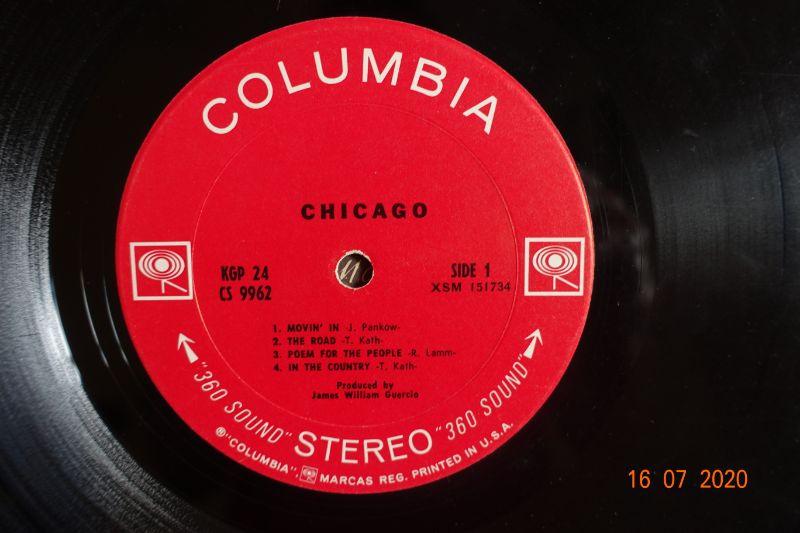 COLUMBIA
CHICAGO
KGP 24
CS 9962
SIDE 1
XSM 151734
1. MOVIN' IN J. Pankow-
2. THE ROAD -T. Kath-
3. POEM FOR THE PEOPLE -R. Lamm-
4. IN THE COUNTRY -T. Kath-
Produced by
James William Guercio
"360 SOUND" STEREO "360 SOUND"
® "COLUMBIA", MARCAS REG. PRINTED IN U.S.A.
16 07 2020